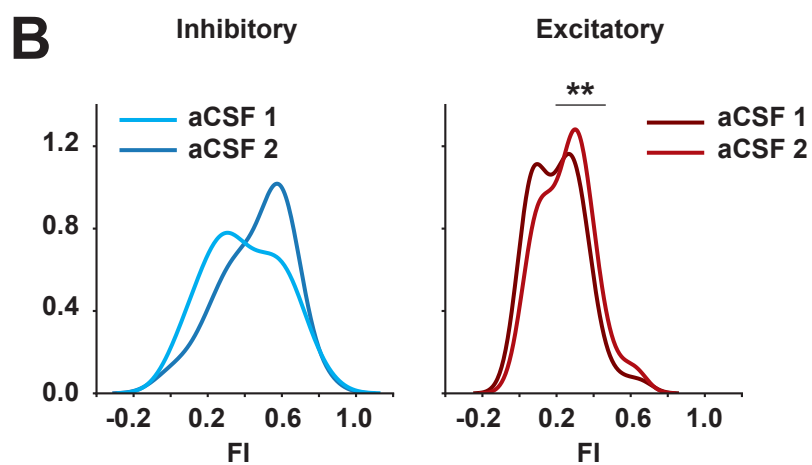 B
Inhibitory
Excitatory
**
aCSF 1
aCSF 2
aCSF 1
aCSF 2
1.2
0.8
0.4
0.0
-0.2 0.2 0.6 1.0
-0.2 0.2 0.6 1.0
FI
FI